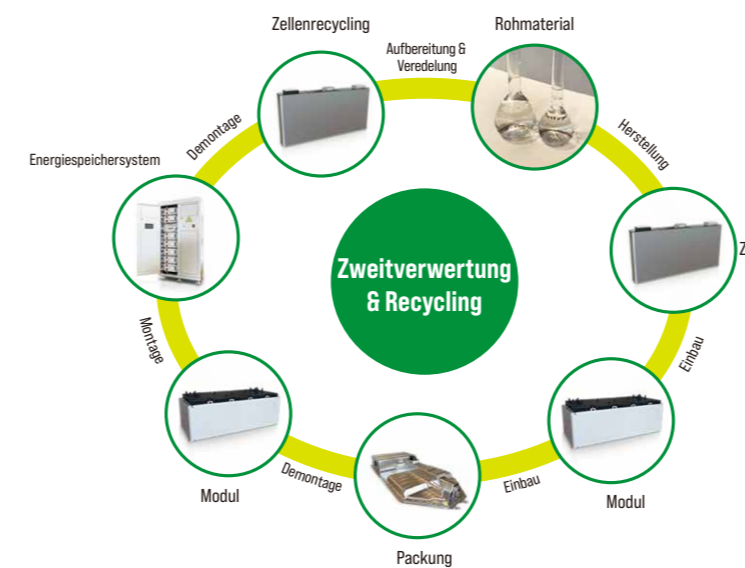 Zellenrecycling
Aufbereitung &
Veredelung
Rohmaterial
Herstellung
Einbau
Modul
Einbau
Packung
Demontage
Modul
Montage
Energiespeichersystem
Demontage
Zweitverwertung
& Recycling